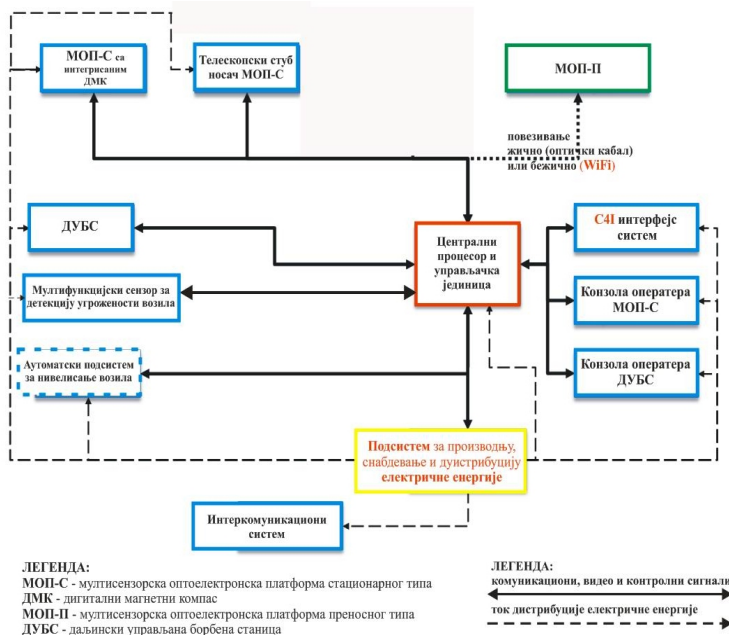 МОП-С са
интегрисаним
ДМК
Телескопски стуб
носач МОП-С
МОП-П
повезивање
жично (оптички кабал)
или бежично (WiFi)
ДУБС
Централни
процесор и
управљачка
јединица
C4I интерфејс
систем
Мултифункцијски сензор за
детекцију угрожености возила
Конзола оператера
МОП-С
Аутоматски подсистем
за нивелисање возила
Конзола оператера
ДУБС
Подсистем за производњу,
снабдевање и дуистрибуцију
електричне енергије
Интеркомуникациони
систем
ЛЕГЕНДА:
МОП-С - мултисензорска оптоелектронска платформа стационарног типа
ДМК - дигитални магнетни компас
МОП-П - мултисензорска оптоелектронска платформа преносног типа
ДУБС - даљински управљана борбена станица
ЛЕГЕНДА:
комуникациони, видео и контролни сигнали
ток дистрибуције електричне енергије